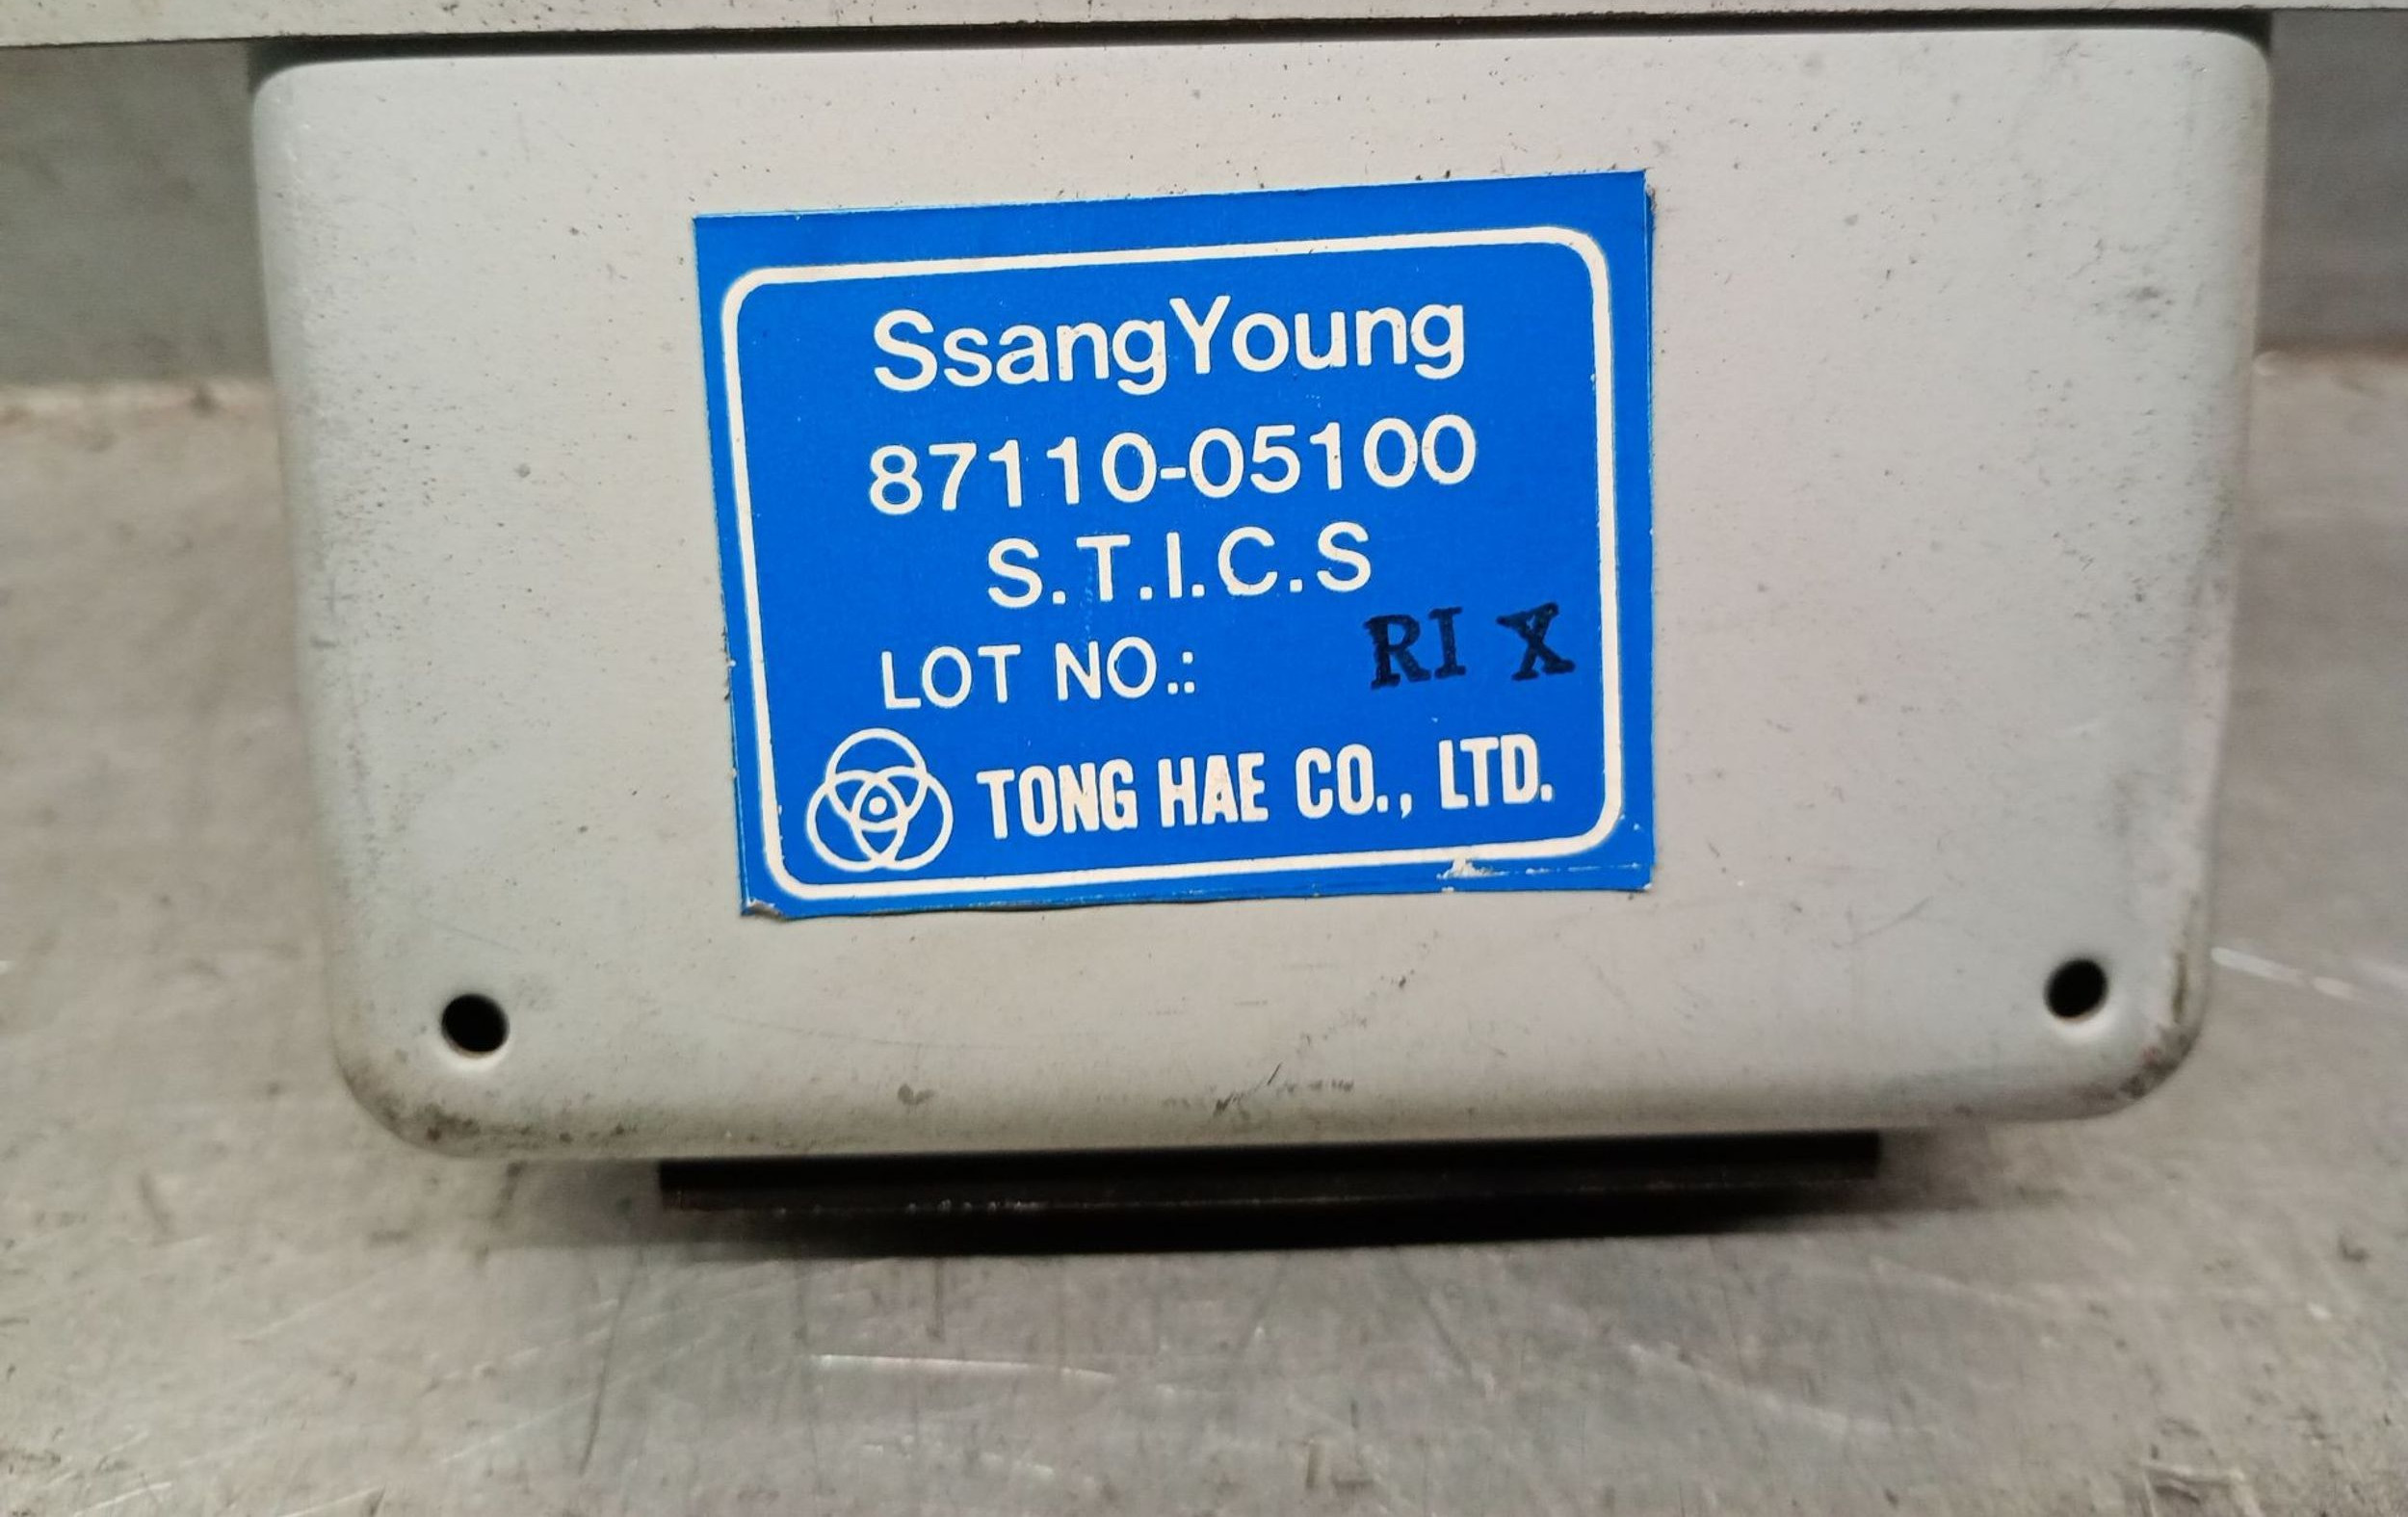 SsangYoung
87110-05100
S.T.I.C.S
LOT NO.: RI X
TONG HAE CO., LTD.